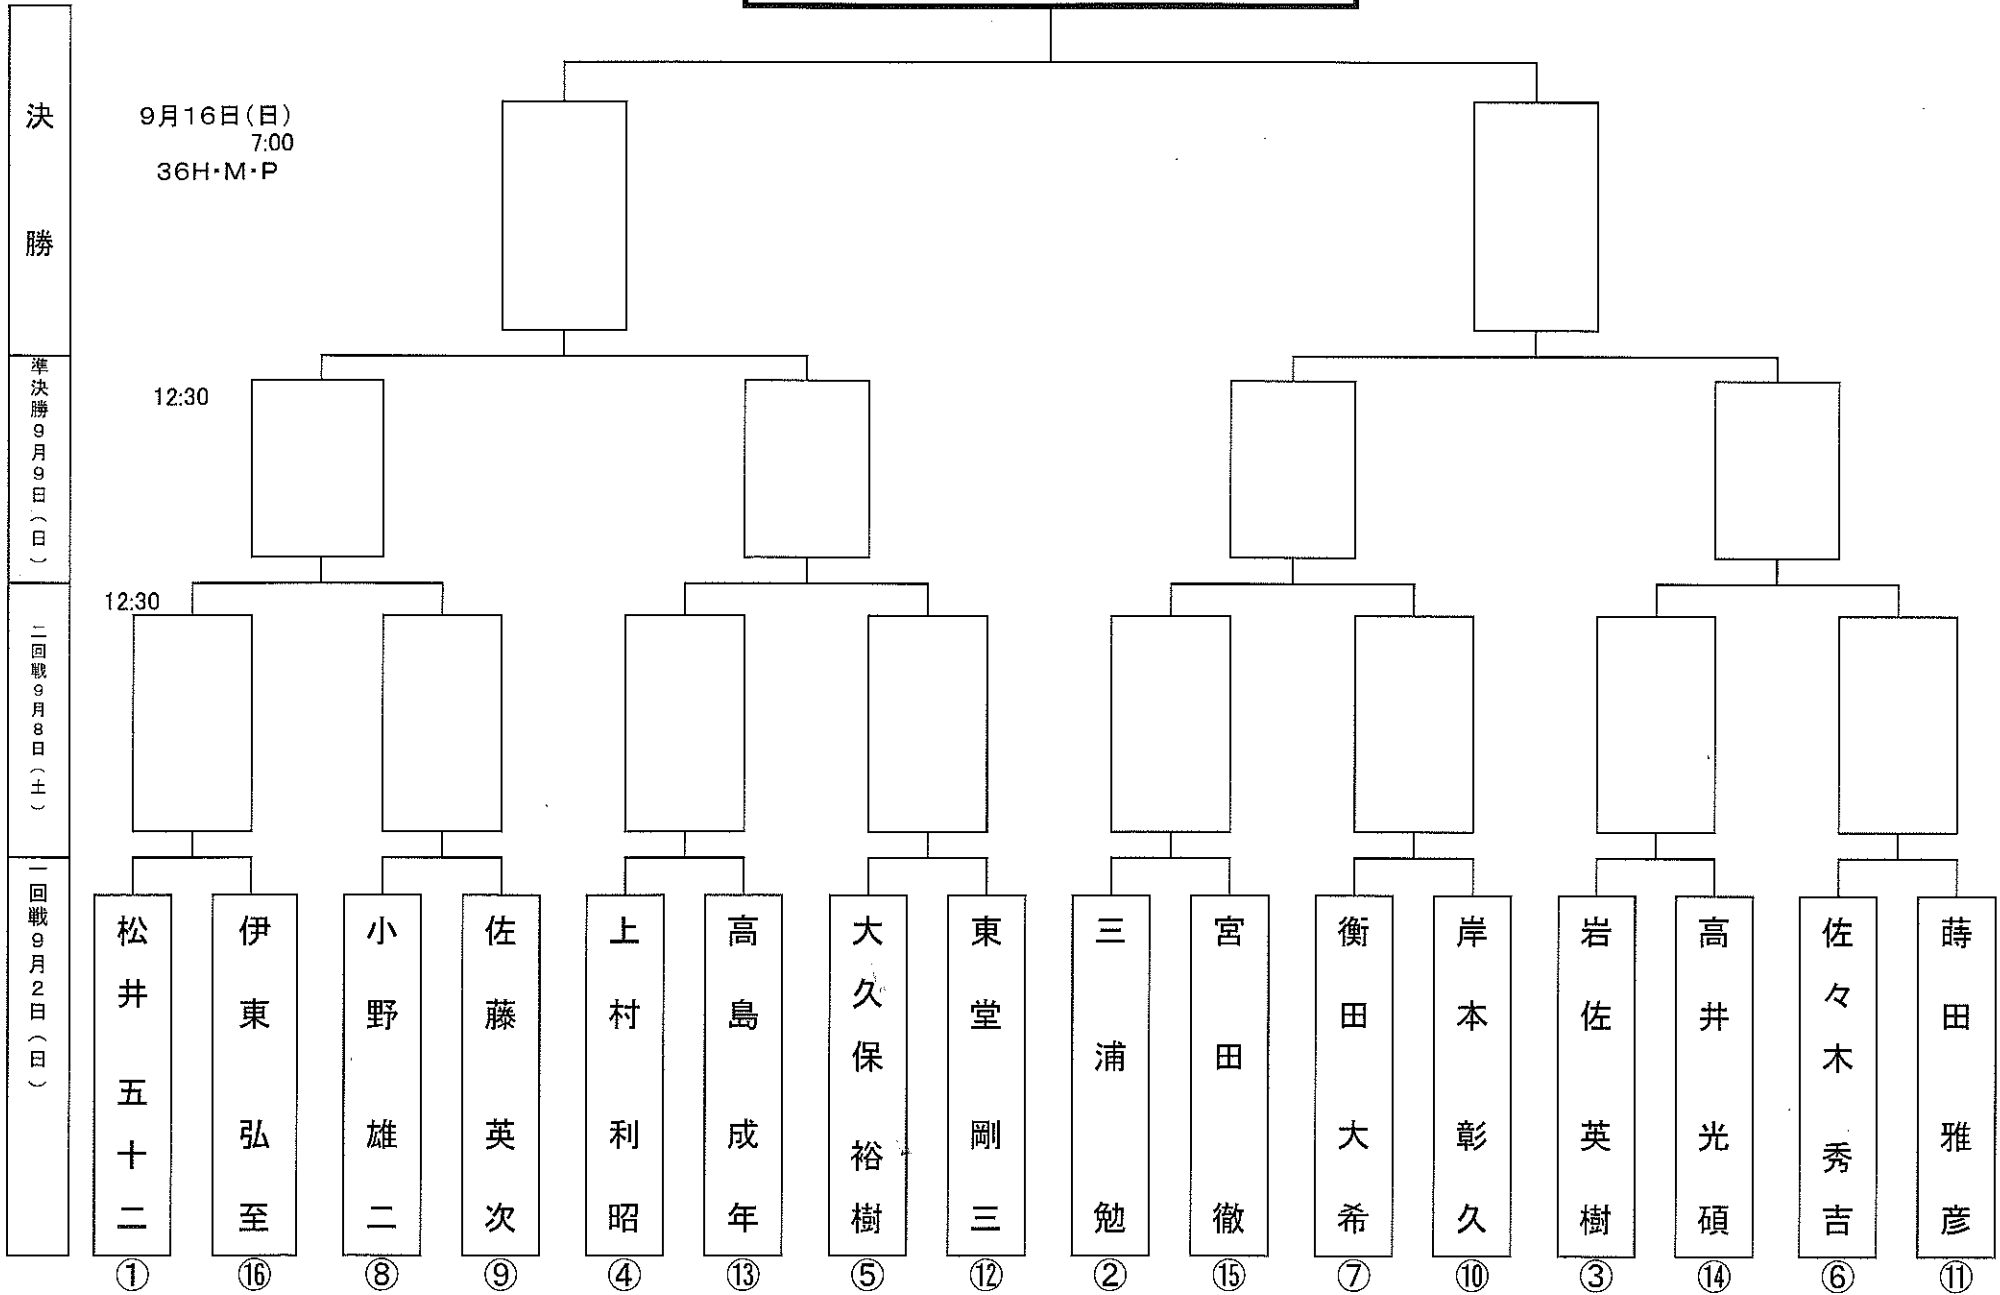 決勝
9月16日(日)
7:00
36H・M・P
準決勝9月9日(日)
12:30
二回戦9月8日(土)
12:30
一回戦9月2日(日)
松井五十二
伊東弘至
小野雄二
佐藤英次
上村利昭
高島成年
大久保裕樹
東堂剛三
三浦勉
宮田徹
衡田大希
岸本彰久
岩佐英樹
高井光碩
佐々木秀吉
蒔田雅彦
① ⑯ ⑧ ⑨ ④ ⑬ ⑤ ⑫ ② ⑮ ⑦ ⑩ ③ ⑭ ⑥ ⑪